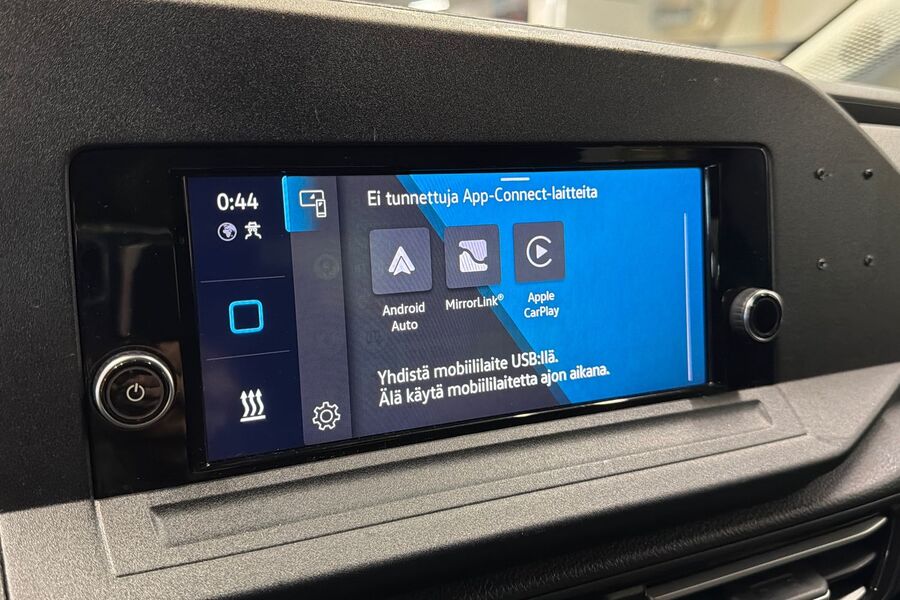 0:44
Ei tunnettuja App-Connect-laitteita
Android
Auto
MirrorLink®
Apple
CarPlay
Yhdistä mobiililaite USB:llä.
Älä käytä mobiililaitetta ajon aikana.